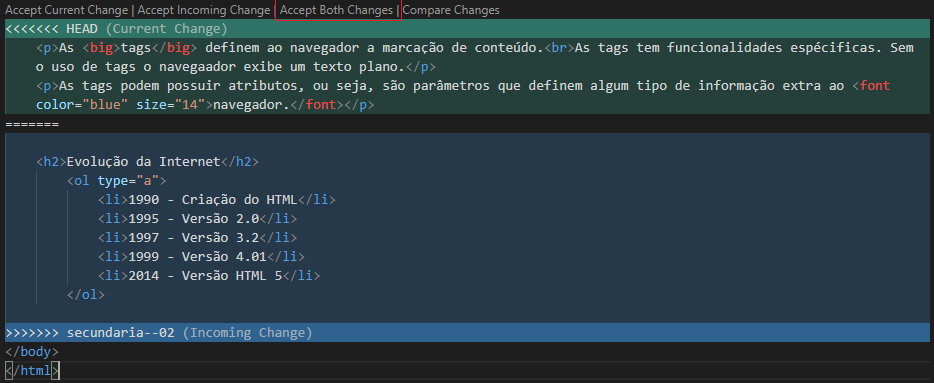 Accept Current Change | Accept Incoming Change | Accept Both Changes | Compare Changes
<<<<<<< HEAD (Current Change)
<p>As <big>tags</big> definem ao navegador a marcação de conteúdo.<br>As tags tem funcionalidades espécificas. Sem
o uso de tags o navegaador exibe um texto plano.</p>
<p>As tags podem possuir atributos, ou seja, são parâmetros que definem algum tipo de informação extra ao <font
color="blue" size="14">navegador.</font></p>
=======
<h2>Evolução da Internet</h2>
<ol type="a">
<li>1990 - Criação do HTML</li>
<li>1995 - Versão 2.0</li>
<li>1997 - Versão 3.2</li>
<li>1999 - Versão 4.01</li>
<li>2014 - Versão HTML 5</li>
</ol>
>>>>>>> secundaria--02 (Incoming Change)
</body>
</html>